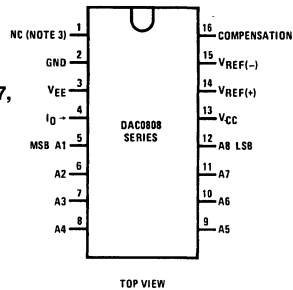 NC (NOTE 3) 1 16 COMPENSATION
GND 2 15 VREF(−)
7,
VEE 3 14 VREF(+)
IO → 4 13 VCC
DAC0808
SERIES
MSB A1 5 12 A8 LSB
A2 6 11 A7
A3 7 10 A6
A4 8 9 A5
TOP VIEW